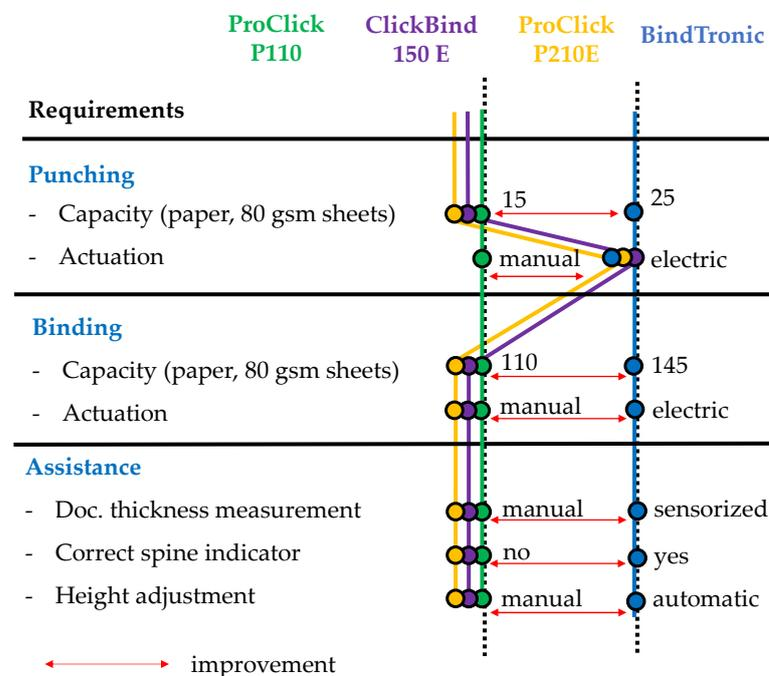 ProClick P110
ClickBind 150 E
ProClick P210E
BindTronic
Requirements
Punching
- Capacity (paper, 80 gsm sheets) 15 25
- Actuation manual electric
Binding
- Capacity (paper, 80 gsm sheets) 110 145
- Actuation manual electric
Assistance
- Doc. thickness measurement manual sensorized
- Correct spine indicator no yes
- Height adjustment manual automatic
improvement